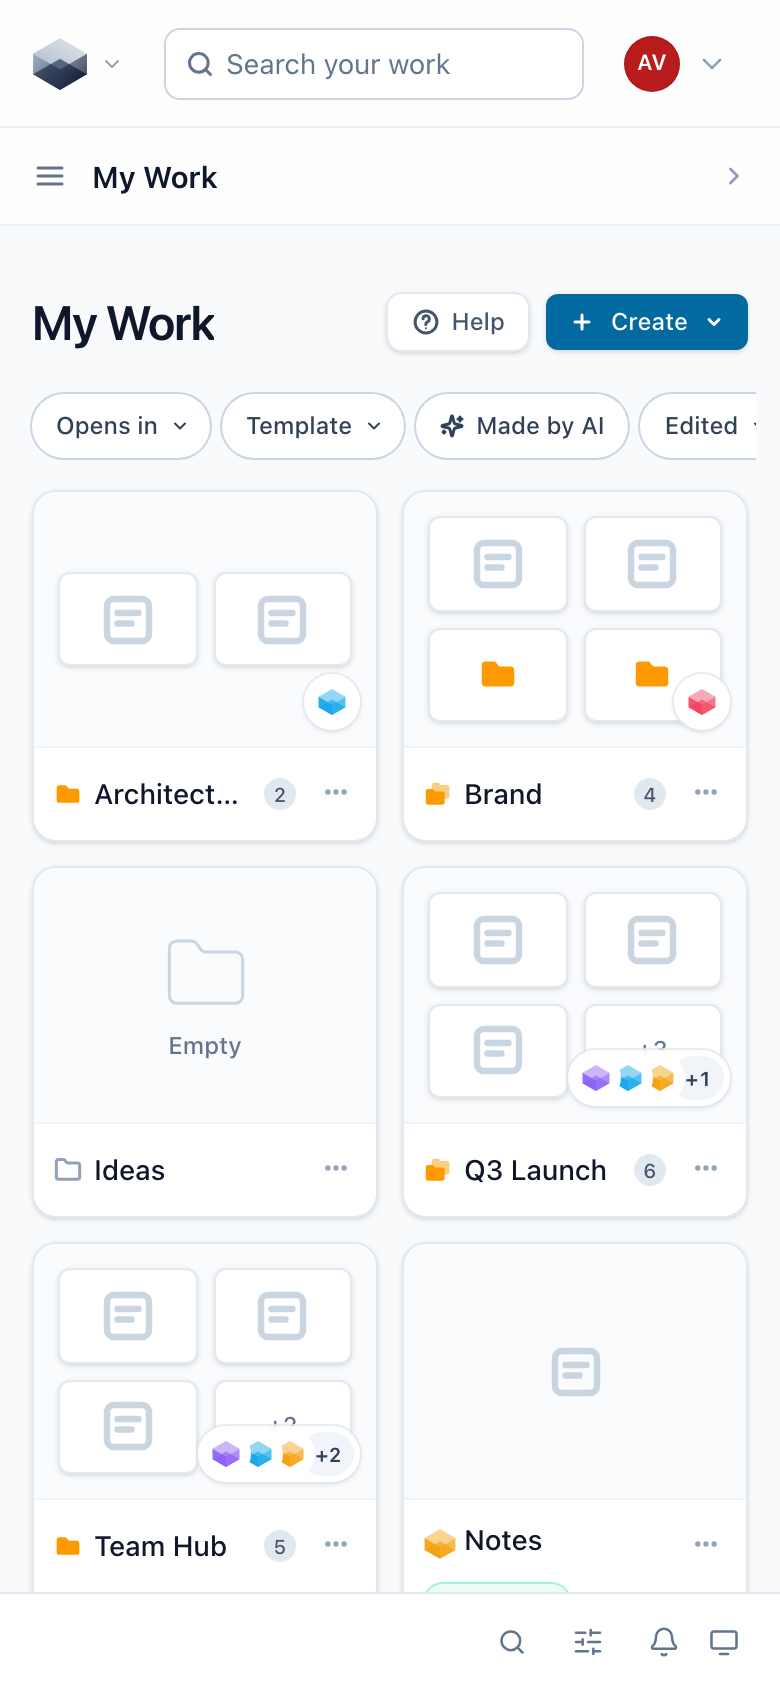 Search your work
AV
My Work
My Work
Help
Create
Opens in
Template
Made by AI
Edited
Architect...
2
Brand
4
Empty
Ideas
+1
Q3 Launch
6
+2
Team Hub
5
Notes